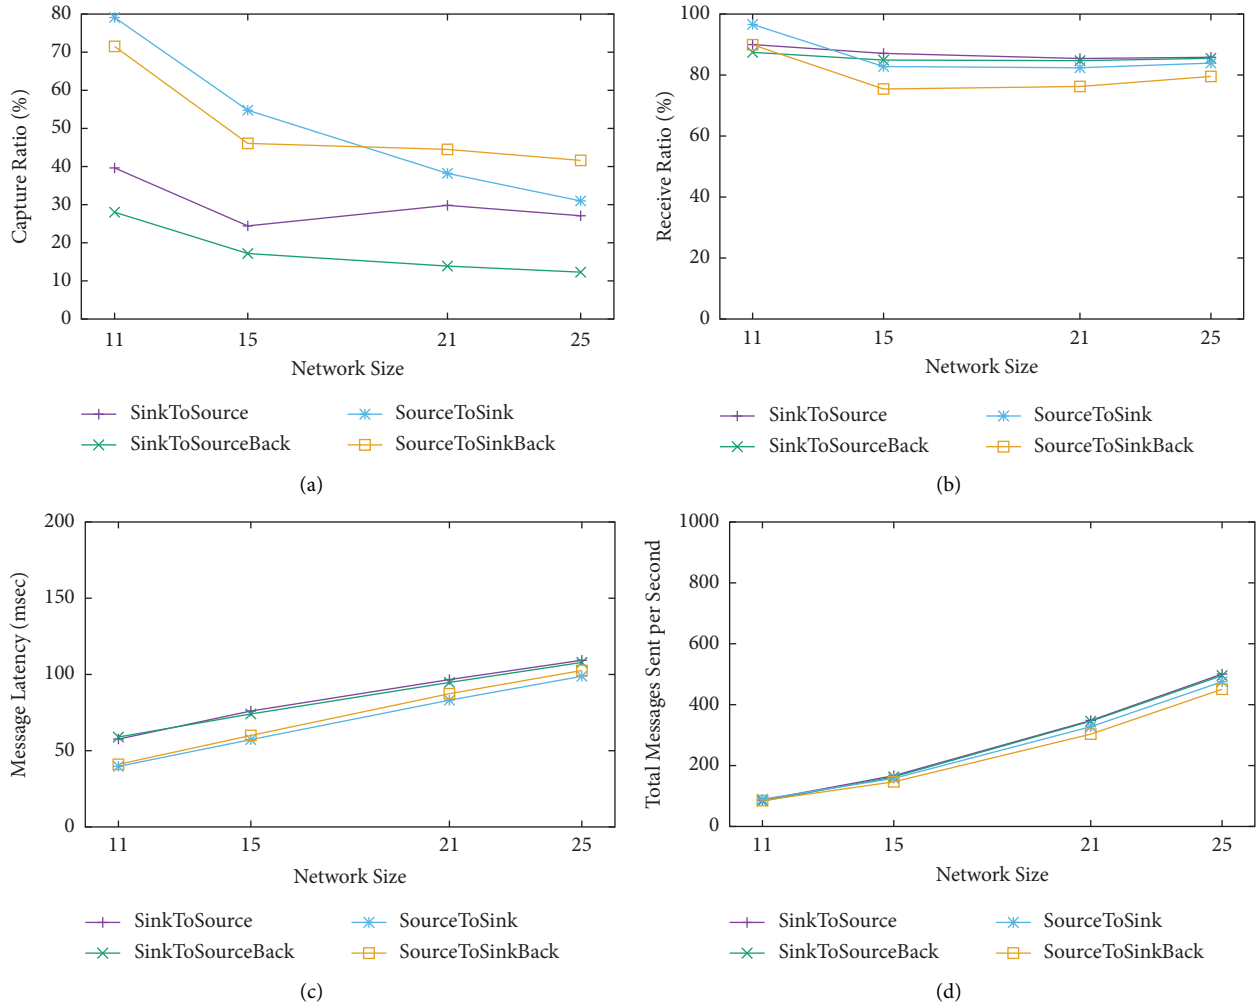 80
70
60
50
40
30
20
10
0
Capture Ratio (%)
11 15 21 25
Network Size
SinkToSource SourceToSink
SinkToSourceBack SourceToSinkBack
(a)
100
80
60
40
20
0
Receive Ratio (%)
11 15 21 25
Network Size
SinkToSource SourceToSink
SinkToSourceBack SourceToSinkBack
(b)
200
150
100
50
0
Message Latency (msec)
11 15 21 25
Network Size
SinkToSource SourceToSink
SinkToSourceBack SourceToSinkBack
(c)
1000
800
600
400
200
0
Total Messages Sent per Second
11 15 21 25
Network Size
SinkToSource SourceToSink
SinkToSourceBack SourceToSinkBack
(d)